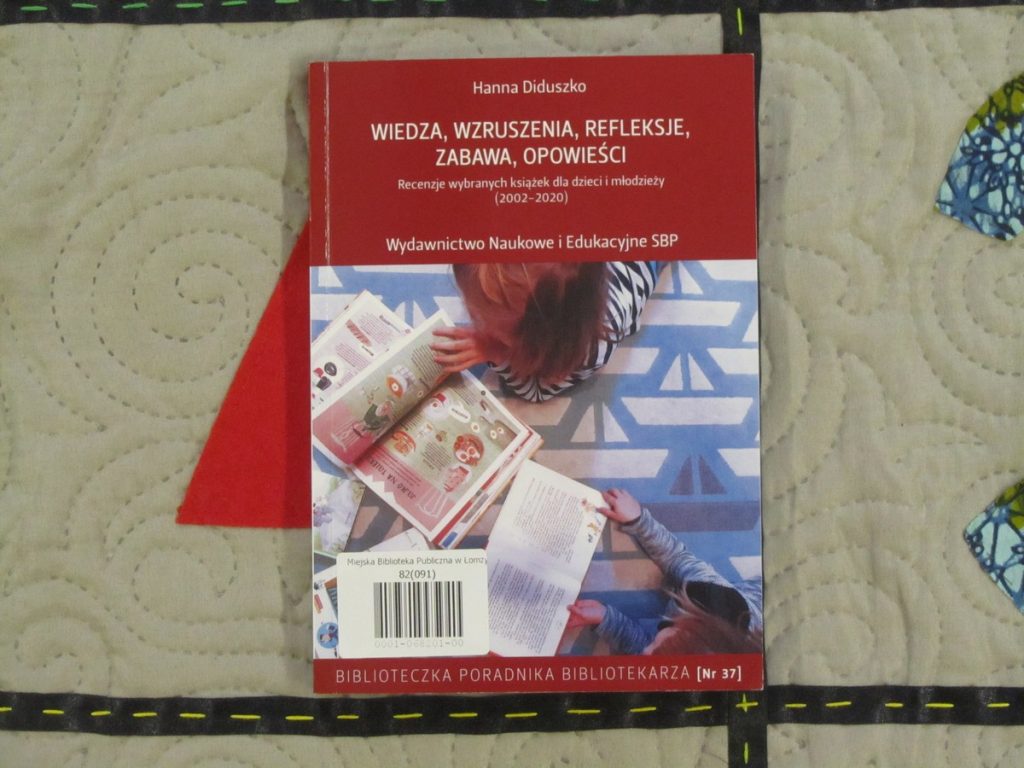 Hanna Diduszko
WIEDZA, WZRUSZENIA, REFLEKSJE,
ZABAWA, OPOWIEŚCI
Recenzje wybranych książek dla dzieci i młodzieży
(2002–2020)
Wydawnictwo Naukowe i Edukacyjne SBP
Miejska Biblioteka Publiczna w Łomży
82(091)
0001-068201-00
BIBLIOTECZKA PORADNIKA BIBLIOTEKARZA [Nr 37]